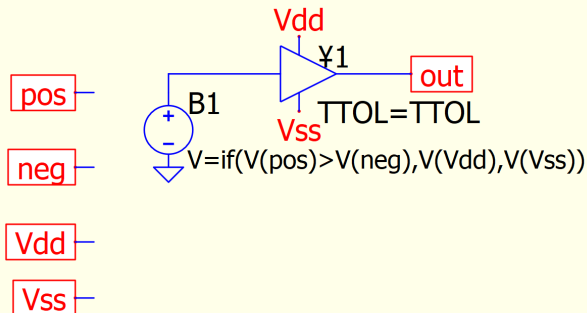 Vdd
¥1
out
pos
B1
Vss
TTOL=TTOL
neg
V=if(V(pos)>V(neg),V(Vdd),V(Vss))
Vdd
Vss